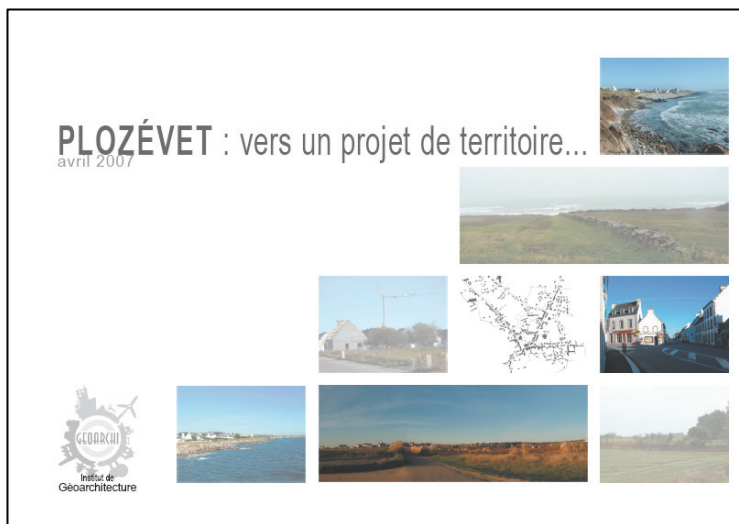 PLOZÉVET : vers un projet de territoire...
avril 2007
GEOARCHI
Institut de
Géoarchitecture